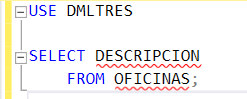 USE DMLTRES
SELECT DESCRIPCION
FROM OFICINAS;